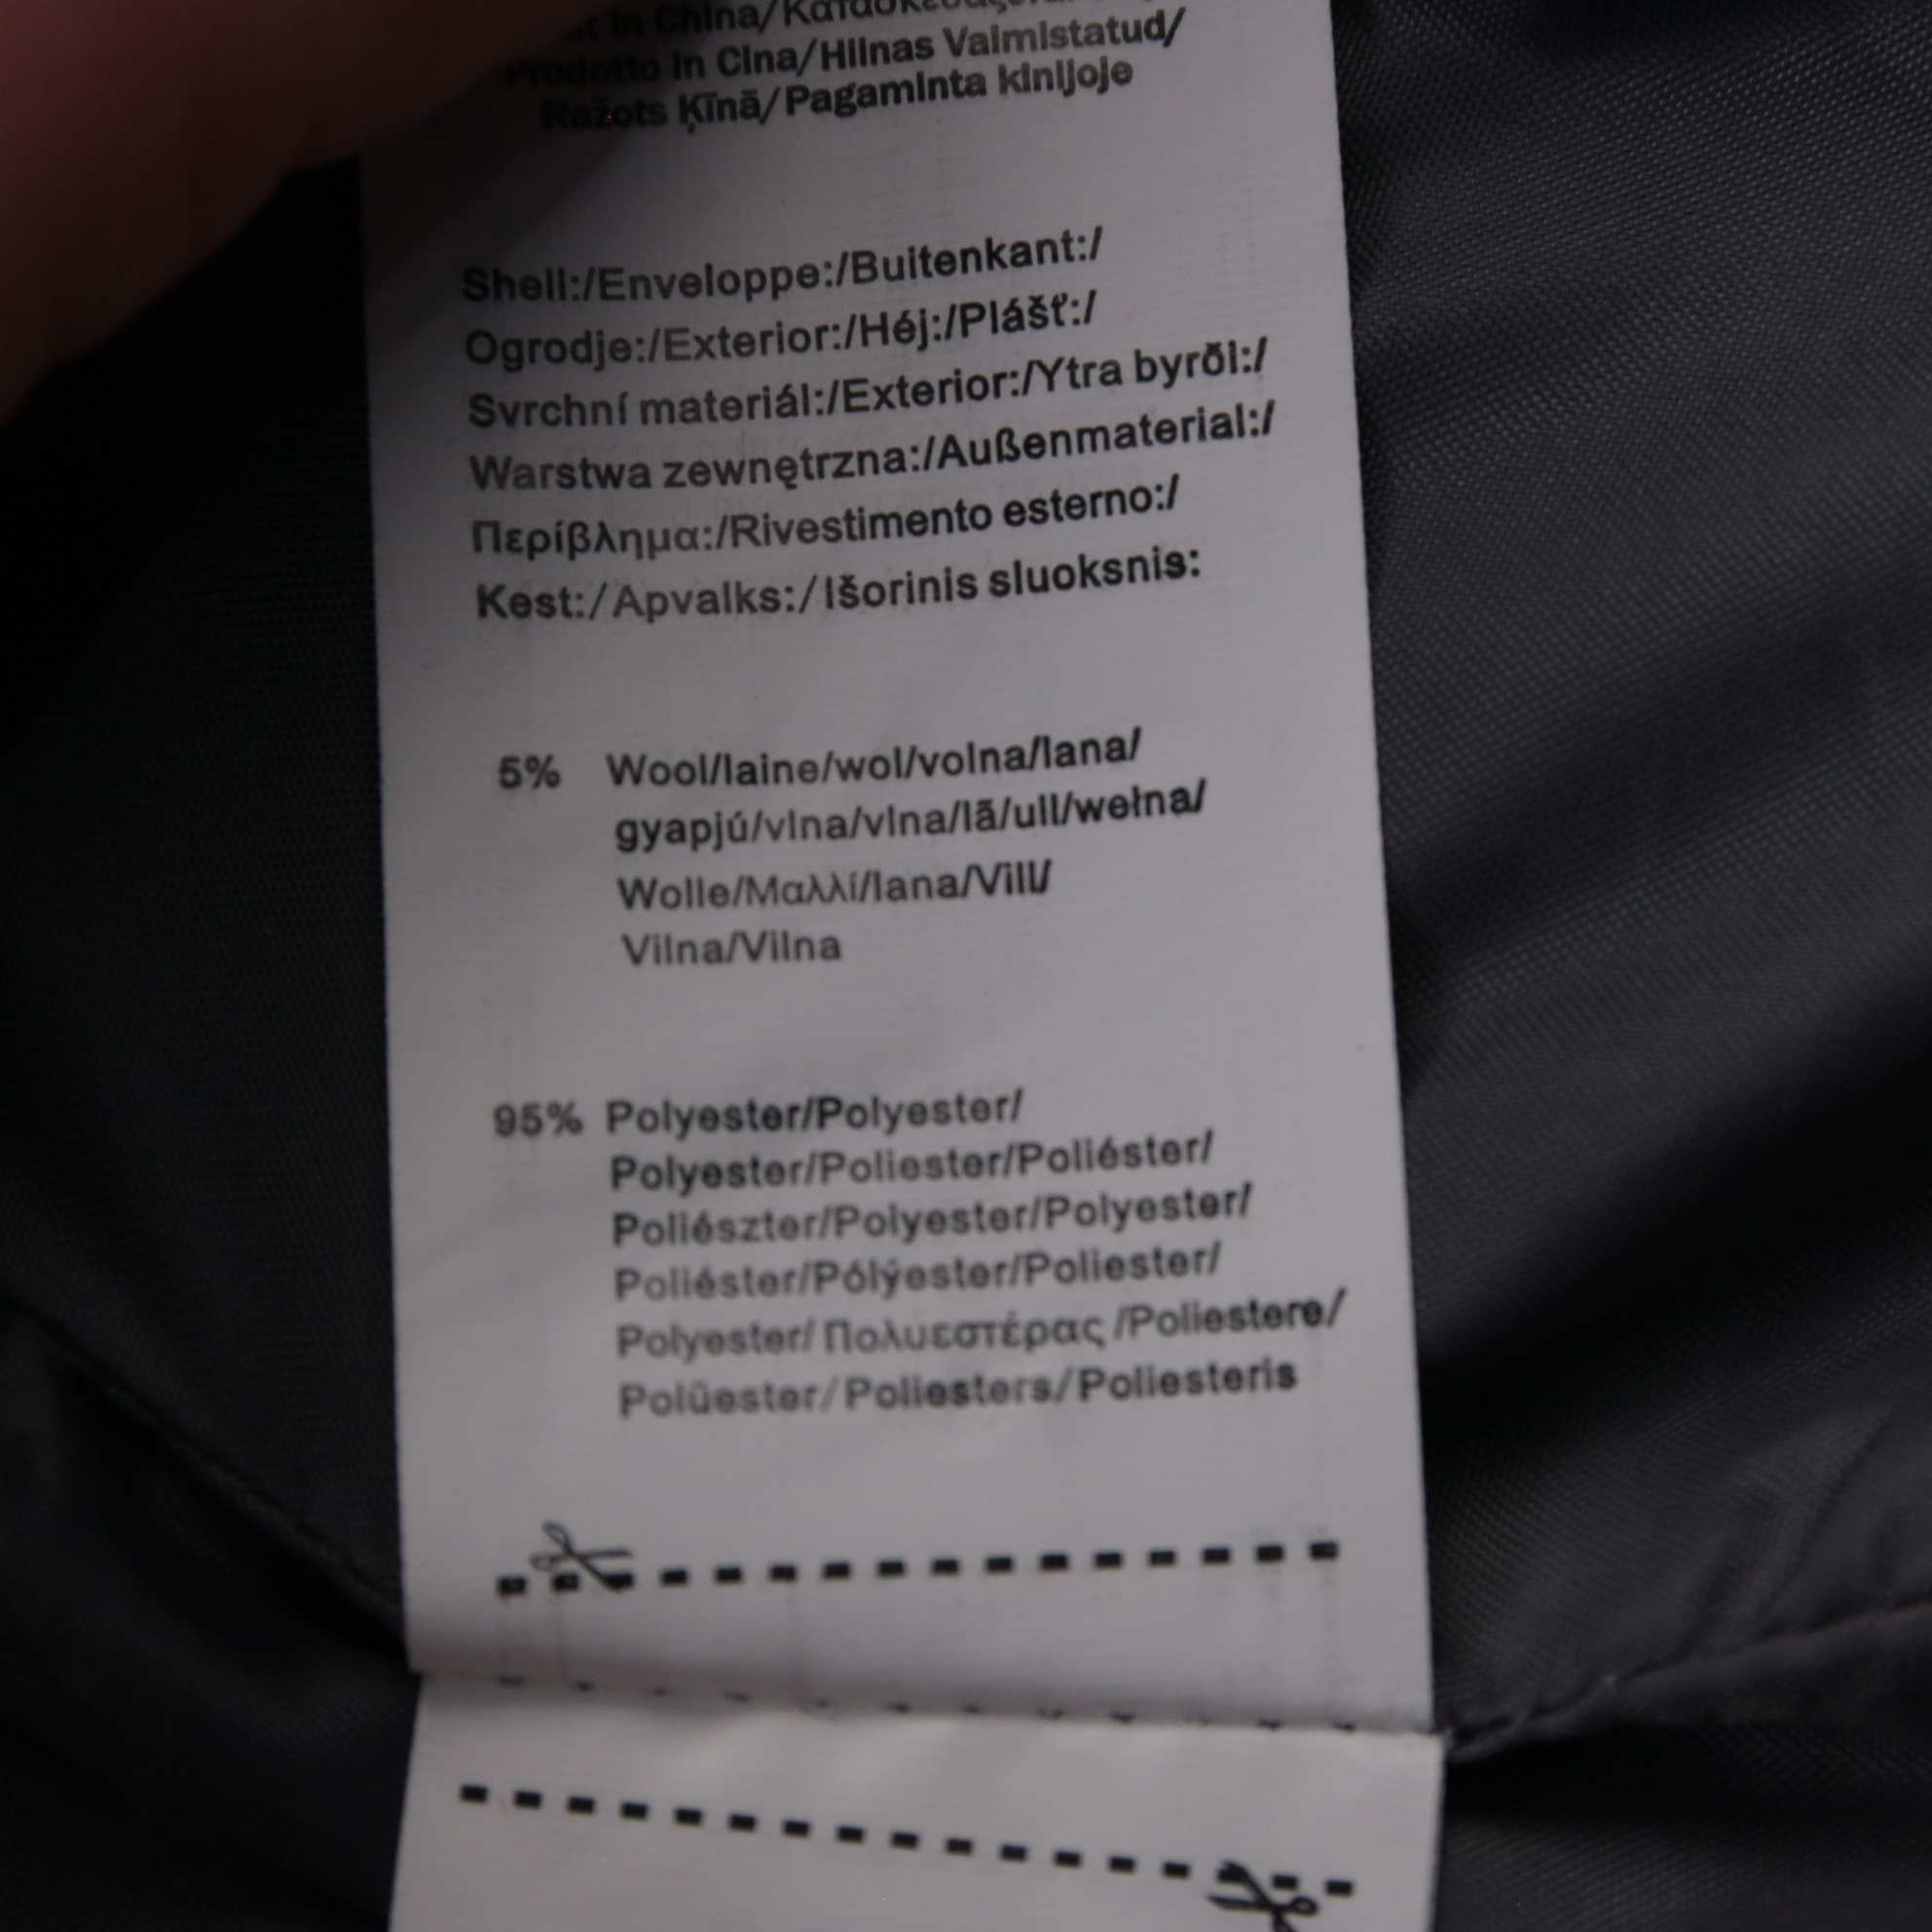 in China/
Prodotto in Cina/Hiinas Valmistatud/
Ražots Ķīnā/Pagaminta kinijoje
Shell:/Enveloppe:/Buitenkant:/
Ogrodje:/Exterior:/Héj:/Plášť:/
Svrchní materiál:/Exterior:/Ytra byrði:/
Warstwa zewnętrzna:/Außenmaterial:/
Περίβλημα:/Rivestimento esterno:/
Kest:/Apvalks:/Išorinis sluoksnis:
5% Wool/laine/wol/volna/lana/
gyapjú/vlna/vlna/lã/ull/wełna/
Wolle/Μαλλί/lana/Vill/
Vilna/Vilna
95% Polyester/Polyester/
Polyester/Poliester/Poliéster/
Poliészter/Polyester/Polyester/
Poliéster/Pólýester/Poliester/
Polyester/Πολυεστέρας /Poliestere/
Polüester/Poliesters/Poliesteris